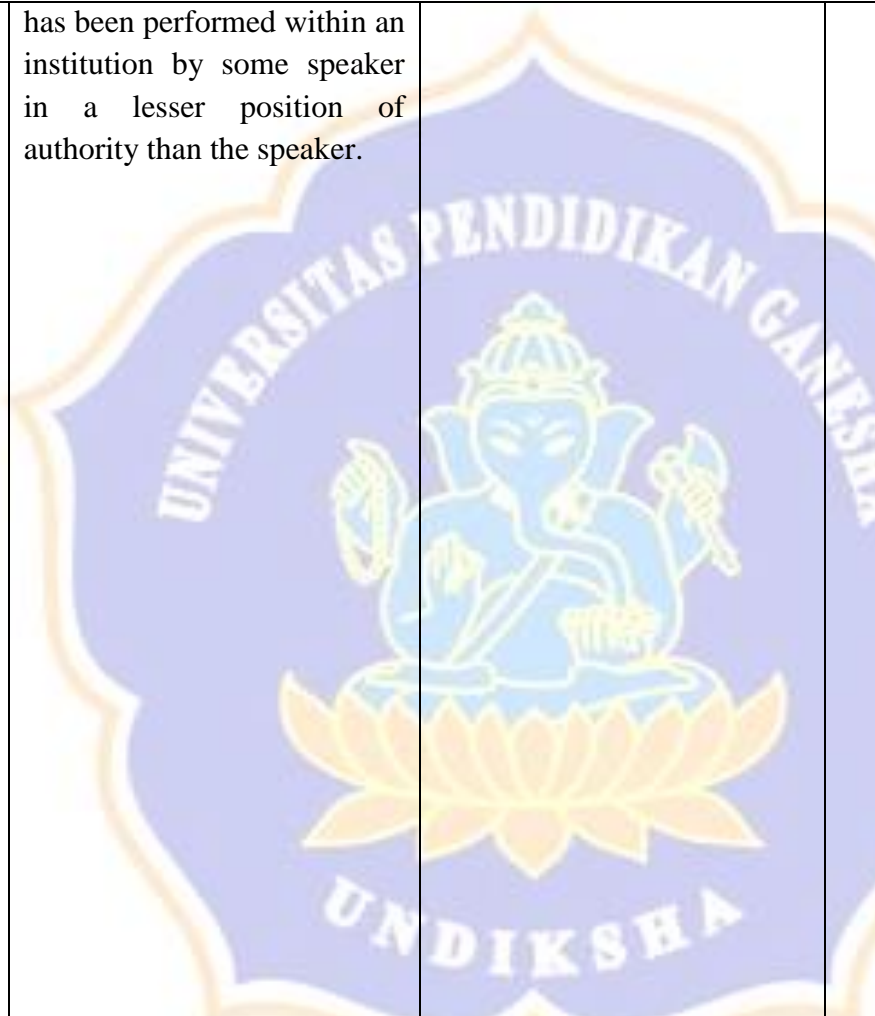 has been performed within an
institution by some speaker
in a lesser position of
authority than the speaker.
UNIVERSITAS PENDIDIKAN GANESHA
UNDIKSHA